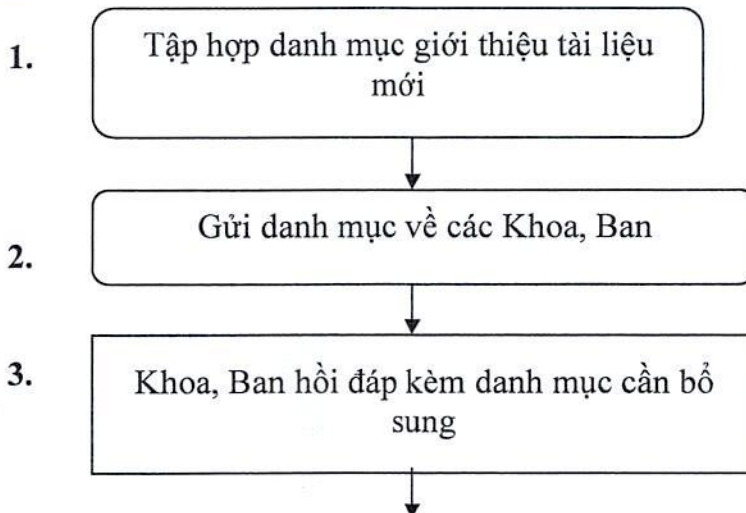 1.
Tập hợp danh mục giới thiệu tài liệu
mới
Gửi danh mục về các Khoa, Ban
2.
3.
Khoa, Ban hồi đáp kèm danh mục cần bổ
sung